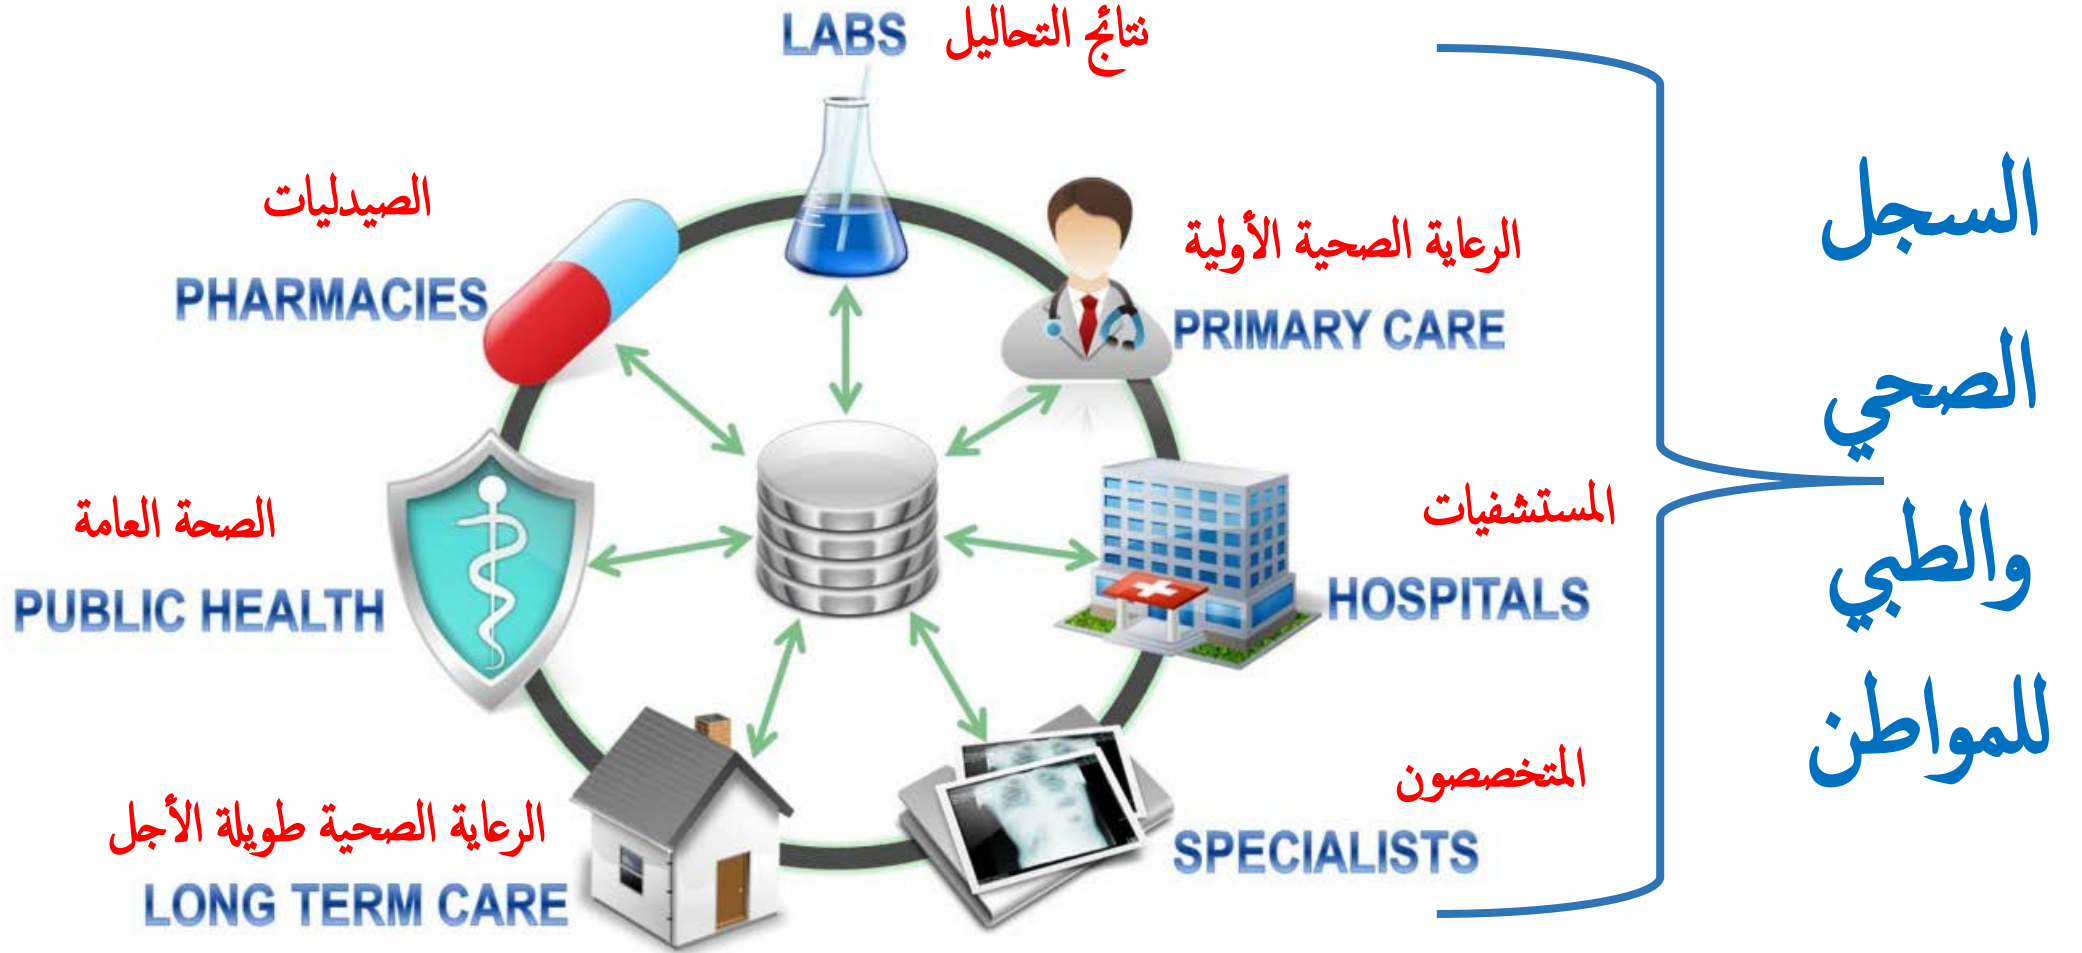 LABS نتائج التحاليل
الصيدليات
PHARMACIES
الرعاية الصحية الأولية
PRIMARY CARE
الصحة العامة
PUBLIC HEALTH
المستشفيات
HOSPITALS
الرعاية الصحية طويلة الأجل
LONG TERM CARE
المتخصصون
SPECIALISTS
السجل
الصحي
والطبي
للمواطن